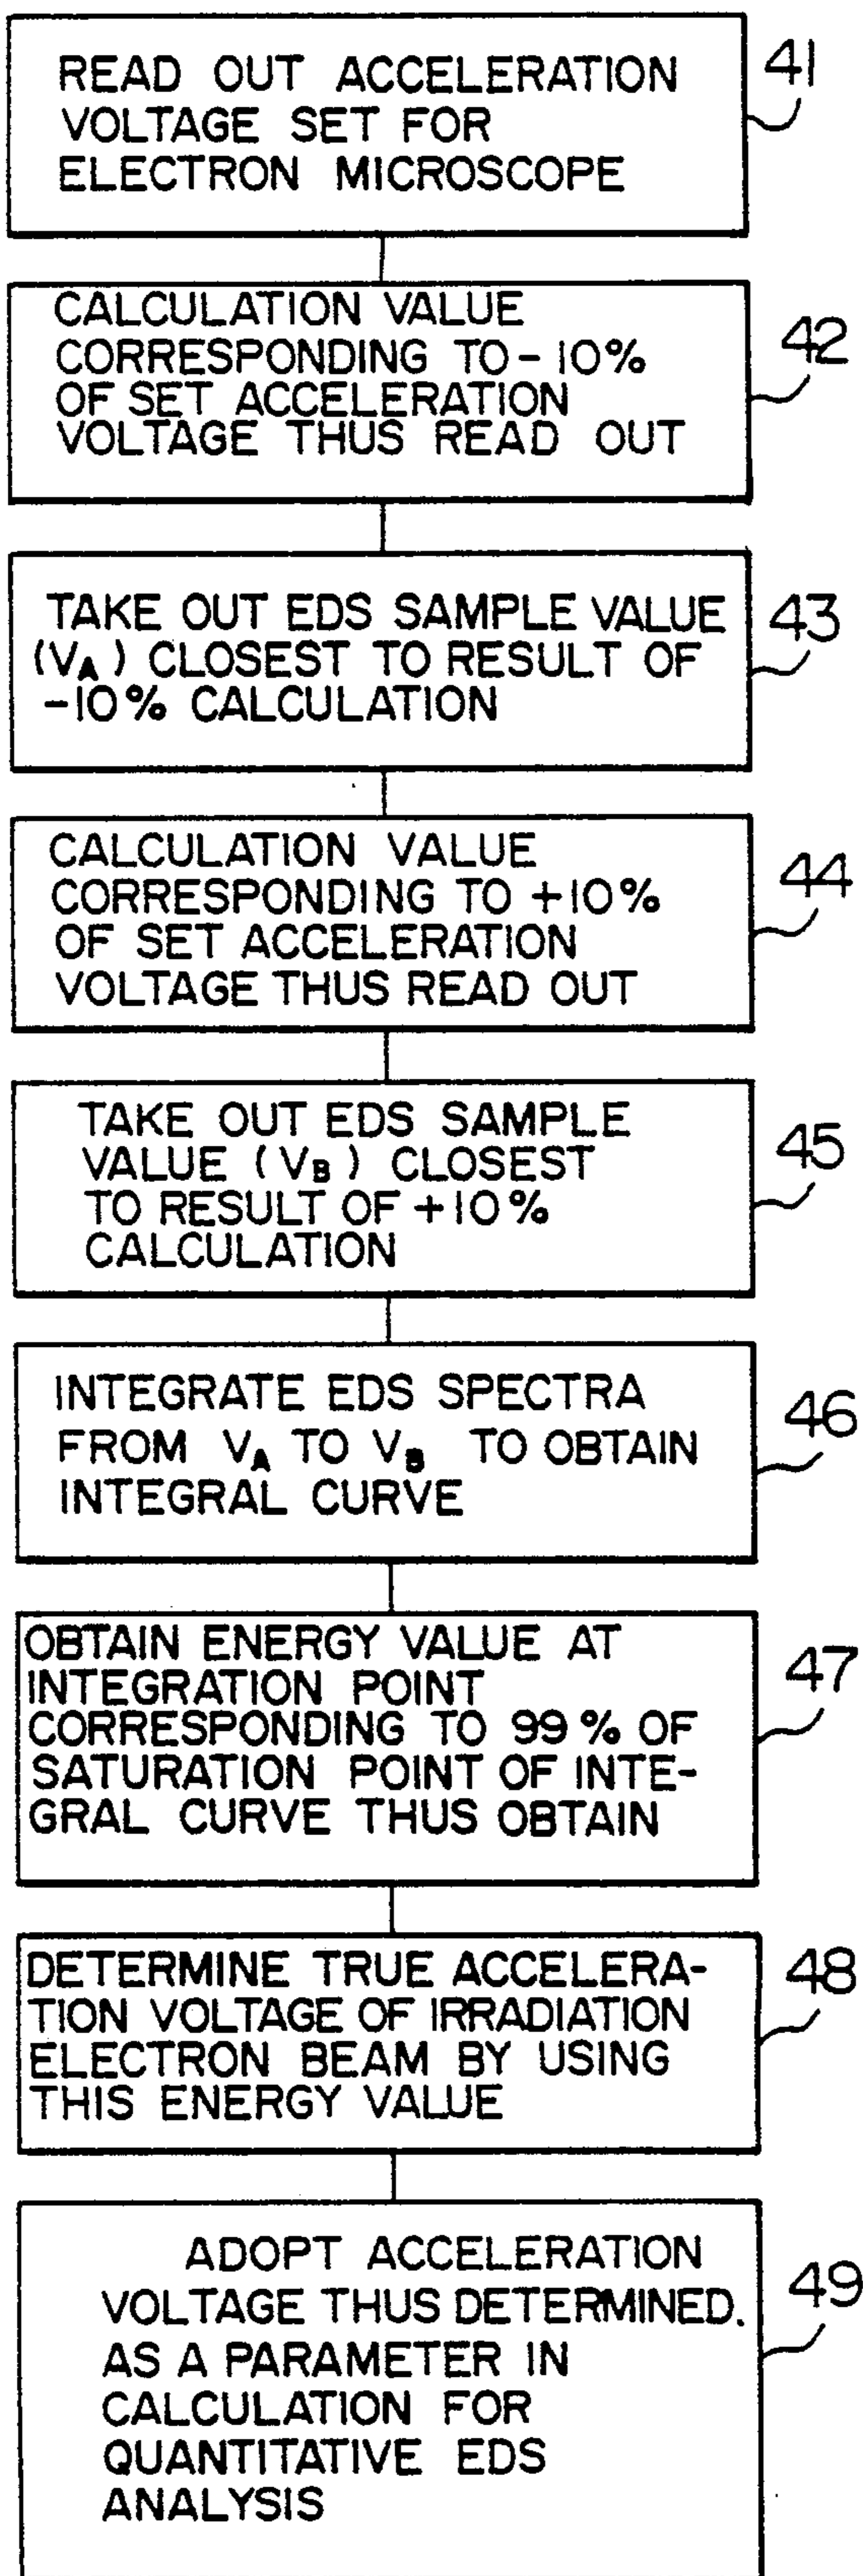 READ OUT ACCELERATION
VOLTAGE SET FOR
ELECTRON MICROSCOPE
41
CALCULATION VALUE
CORRESPONDING TO -10%
OF SET ACCELERATION
VOLTAGE THUS READ OUT
42
TAKE OUT EDS SAMPLE VALUE
(VA) CLOSEST TO RESULT OF
-10% CALCULATION
43
CALCULATION VALUE
CORRESPONDING TO +10%
OF SET ACCELERATION
VOLTAGE THUS READ OUT
44
TAKE OUT EDS SAMPLE
VALUE (VB) CLOSEST
TO RESULT OF +10%
CALCULATION
45
INTEGRATE EDS SPECTRA
FROM VA TO VB TO OBTAIN
INTEGRAL CURVE
46
OBTAIN ENERGY VALUE AT
INTEGRATION POINT
CORRESPONDING TO 99% OF
SATURATION POINT OF INTE-
GRAL CURVE THUS OBTAIN
47
DETERMINE TRUE ACCELERA-
TION VOLTAGE OF IRRADIATION
ELECTRON BEAM BY USING
THIS ENERGY VALUE
48
ADOPT ACCELERATION
VOLTAGE THUS DETERMINED.
AS A PARAMETER IN
CALCULATION FOR
QUANTITATIVE EDS
ANALYSIS
49